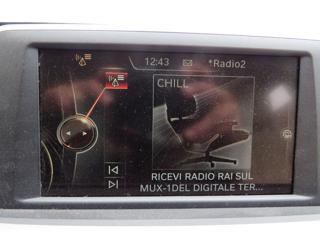 12:43 *Radio2
CHILL
RICEVI RADIO RAI SUL
MUX-1DEL DIGITALE TER...